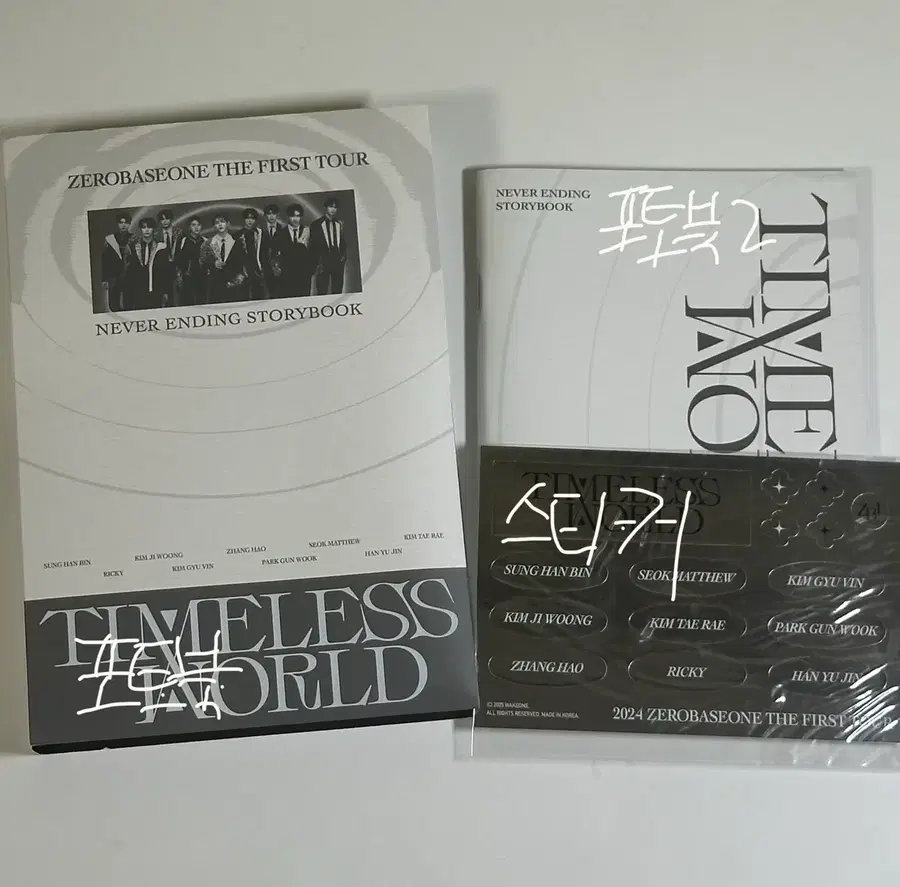 ZEROBASEONE THE FIRST TOUR
NEVER ENDING STORYBOOK
SUNG HAN BIN
RICKY
KIM JI WOONG
KIM GYU VIN
ZHANG HAO
PARK GUN WOOK
SEOK MATTHEW
HAN YU JIN
KIM TAE RAE
TIMELESS
WORLD
포토북
NEVER ENDING
STORYBOOK
포토북 2
TIME
WO
TIMELESS
WORLD
스티커
SUNG HAN BIN
SEOK MATTHEW
KIM GYU VIN
KIM JI WOONG
KIM TAE RAE
PARK GUN WOOK
ZHANG HAO
RICKY
HAN YU JIN
ALL RIGHTS RESERVED. MADE IN KOREA.
2024 ZEROBASEONE THE FIRST TOUR